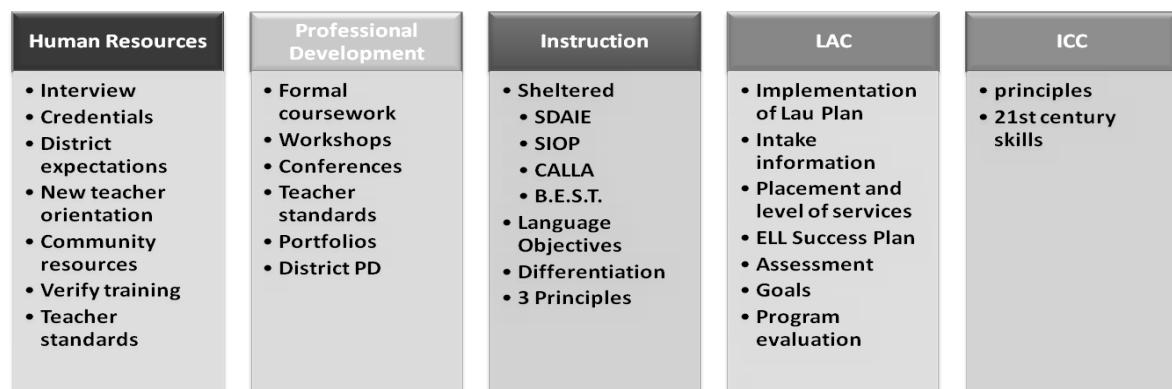 Human Resources
• Interview
• Credentials
• District
expectations
• New teacher
orientation
• Community
resources
• Verify training
• Teacher
standards
Professional
Development
• Formal
coursework
• Workshops
• Conferences
• Teacher
standards
• Portfolios
• District PD
Instruction
• Sheltered
• SDAIE
• SIOP
• CALLA
• B.E.S.T.
• Language
Objectives
• Differentiation
• 3 Principles
LAC
• Implementation
of Lau Plan
• Intake
information
• Placement and
level of services
• ELL Success Plan
• Assessment
• Goals
• Program
evaluation
ICC
• principles
• 21st century
skills